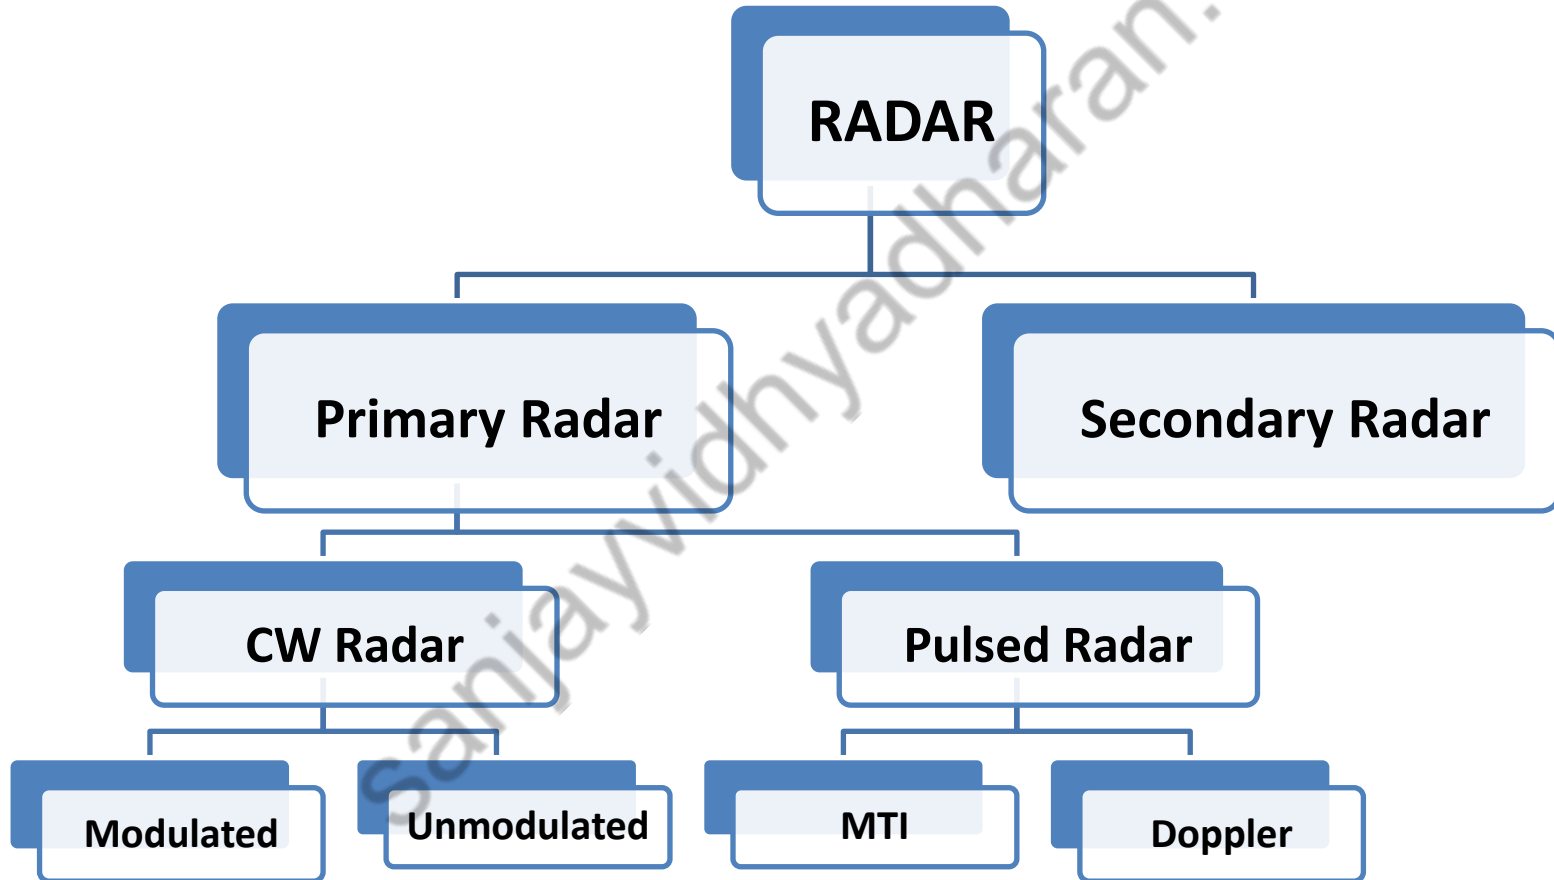 RADAR
Primary Radar
Secondary Radar
CW Radar
Pulsed Radar
Modulated
Unmodulated
MTI
Doppler
sanjayvidhyadharan.